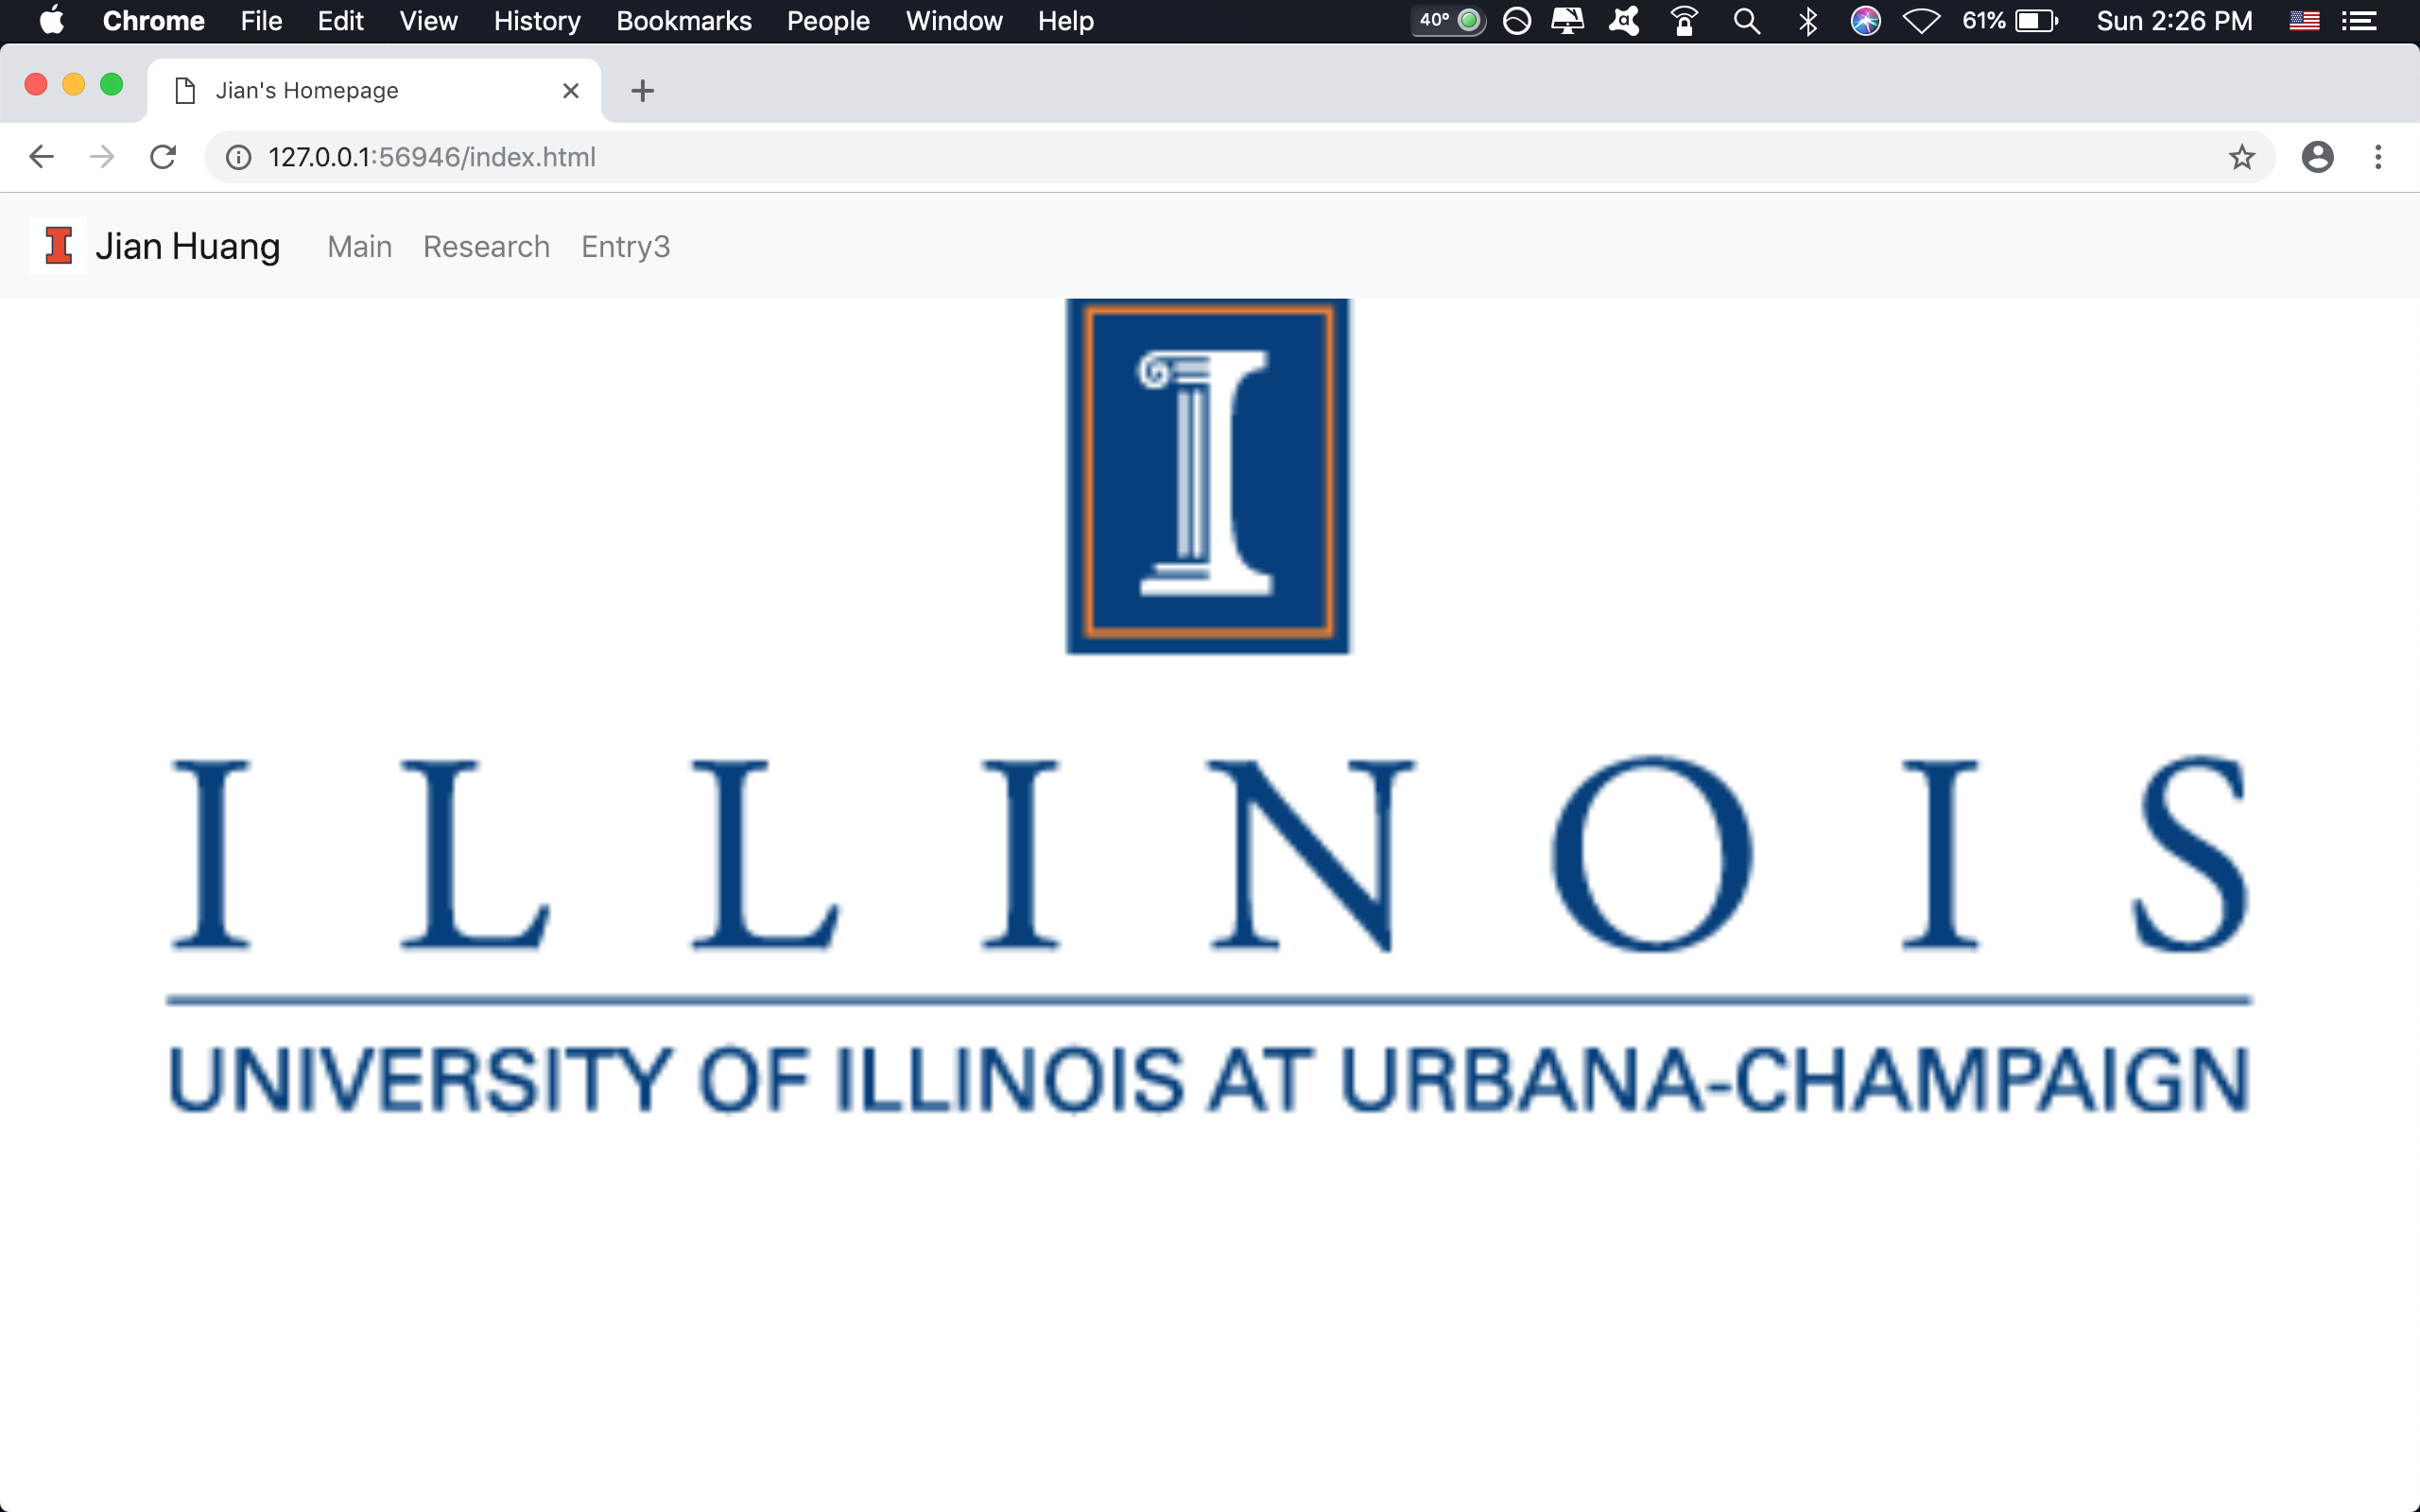 Chrome File Edit View History Bookmarks People Window Help 40° 61% Sun 2:26 PM
Jian's Homepage
127.0.0.1:56946/index.html
I Jian Huang Main Research Entry3
I
ILLINOIS
UNIVERSITY OF ILLINOIS AT URBANA-CHAMPAIGN